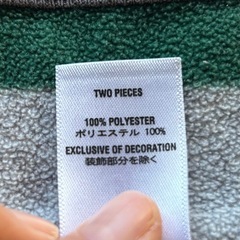 TWO PIECES
100% POLYESTER
ポリエステル 100%
EXCLUSIVE OF DECORATION
装飾部分を除く